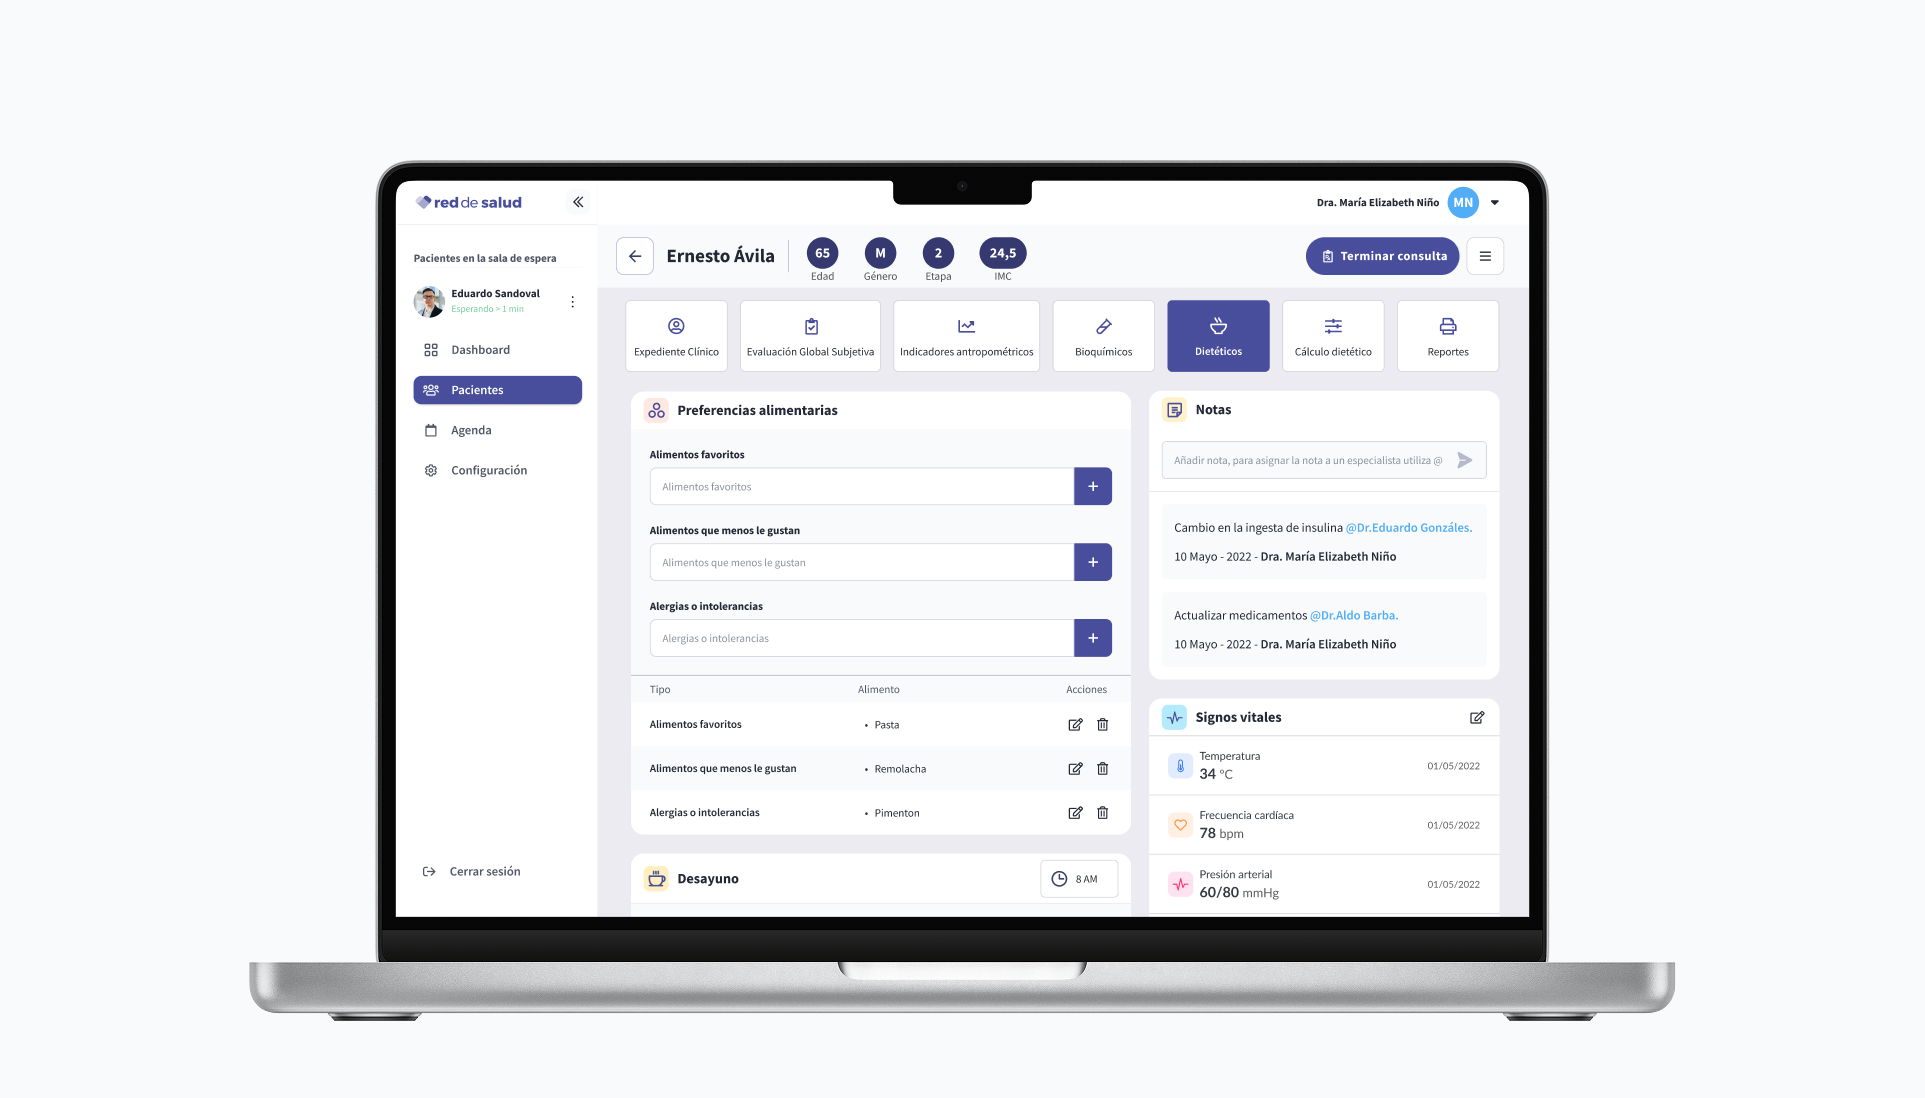 red de salud
Dra. María Elizabeth Niño
MN
Pacientes en la sala de espera
Eduardo Sandoval
Esperando > 1 min
Dashboard
Pacientes
Agenda
Configuración
Cerrar sesión
Ernesto Ávila
65
Edad
M
Género
2
Etapa
24,5
IMC
Terminar consulta
Expediente Clínico
Evaluación Global Subjetiva
Indicadores antropométricos
Bioquímicos
Dietéticos
Cálculo dietético
Reportes
Preferencias alimentarias
Alimentos favoritos
Alimentos favoritos
+
Alimentos que menos le gustan
Alimentos que menos le gustan
+
Alergias o intolerancias
Alergias o intolerancias
+
Tipo Alimento Acciones
Alimentos favoritos • Pasta
Alimentos que menos le gustan • Remolacha
Alergias o intolerancias • Pimenton
Desayuno
8 AM
Notas
Añadir nota, para asignar la nota a un especialista utiliza @
Cambio en la ingesta de insulina @Dr.Eduardo Gonzáles.
10 Mayo - 2022 - Dra. María Elizabeth Niño
Actualizar medicamentos @Dr.Aldo Barba.
10 Mayo - 2022 - Dra. María Elizabeth Niño
Signos vitales
Temperatura
34 °C
01/05/2022
Frecuencia cardíaca
78 bpm
01/05/2022
Presión arterial
60/80 mmHg
01/05/2022